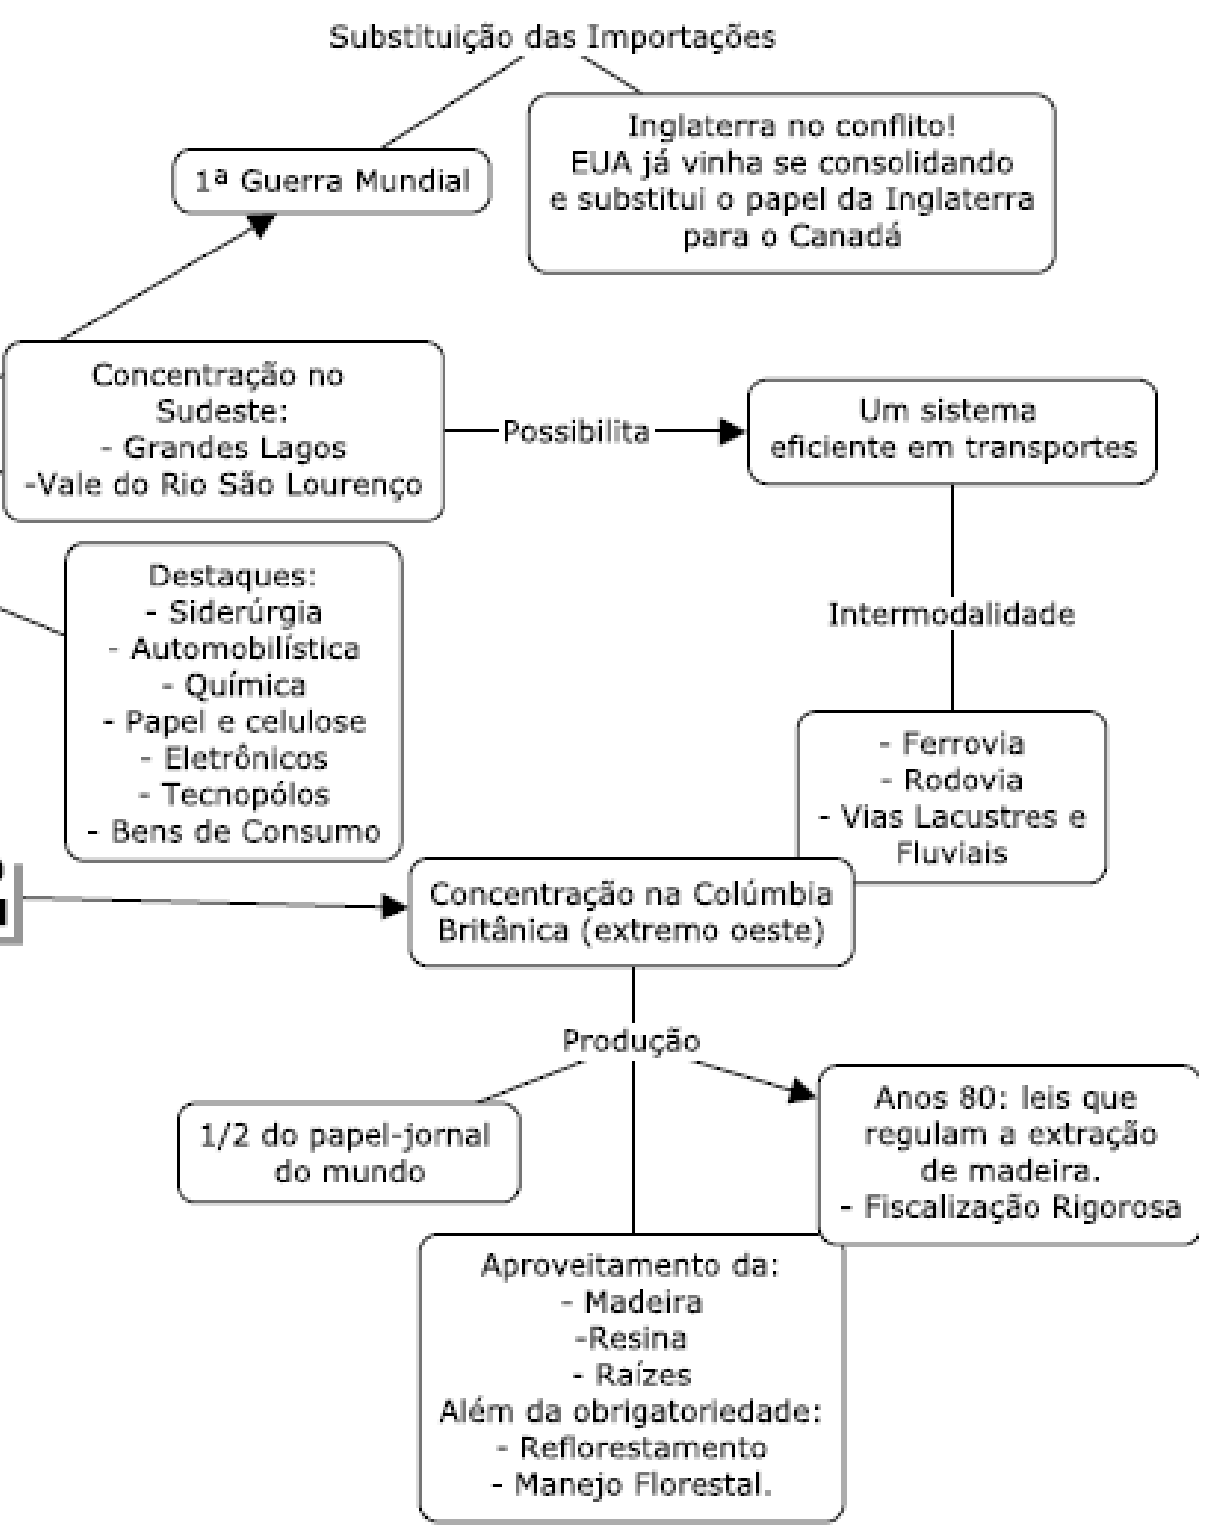 Substituição das Importações
1ª Guerra Mundial
Inglaterra no conflito!
EUA já vinha se consolidando
e substitui o papel da Inglaterra
para o Canadá
Concentração no
Sudeste:
- Grandes Lagos
-Vale do Rio São Lourenço
Possibilita
Um sistema
eficiente em transportes
Intermodalidade
- Ferrovia
- Rodovia
- Vias Lacustres e
Fluviais
Destaques:
- Siderúrgia
- Automobilística
- Química
- Papel e celulose
- Eletrônicos
- Tecnopólos
- Bens de Consumo
Concentração na Colúmbia
Britânica (extremo oeste)
Produção
1/2 do papel-jornal
do mundo
Anos 80: leis que
regulam a extração
de madeira.
- Fiscalização Rigorosa
Aproveitamento da:
- Madeira
-Resina
- Raízes
Além da obrigatoriedade:
- Reflorestamento
- Manejo Florestal.